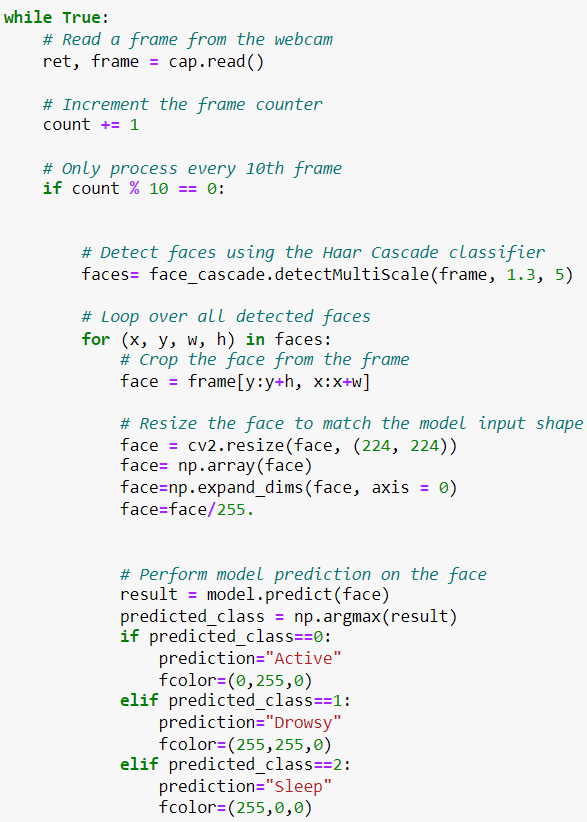 while True:
    # Read a frame from the webcam
    ret, frame = cap.read()
    # Increment the frame counter
    count += 1
    # Only process every 10th frame
    if count % 10 == 0:
        # Detect faces using the Haar Cascade classifier
        faces= face_cascade.detectMultiScale(frame, 1.3, 5)
        # Loop over all detected faces
        for (x, y, w, h) in faces:
            # Crop the face from the frame
            face = frame[y:y+h, x:x+w]
            # Resize the face to match the model input shape
            face = cv2.resize(face, (224, 224))
            face= np.array(face)
            face=np.expand_dims(face, axis = 0)
            face=face/255.
            # Perform model prediction on the face
            result = model.predict(face)
            predicted_class = np.argmax(result)
            if predicted_class==0:
                prediction="Active"
                fcolor=(0,255,0)
            elif predicted_class==1:
                prediction="Drowsy"
                fcolor=(255,255,0)
            elif predicted_class==2:
                prediction="Sleep"
                fcolor=(255,0,0)